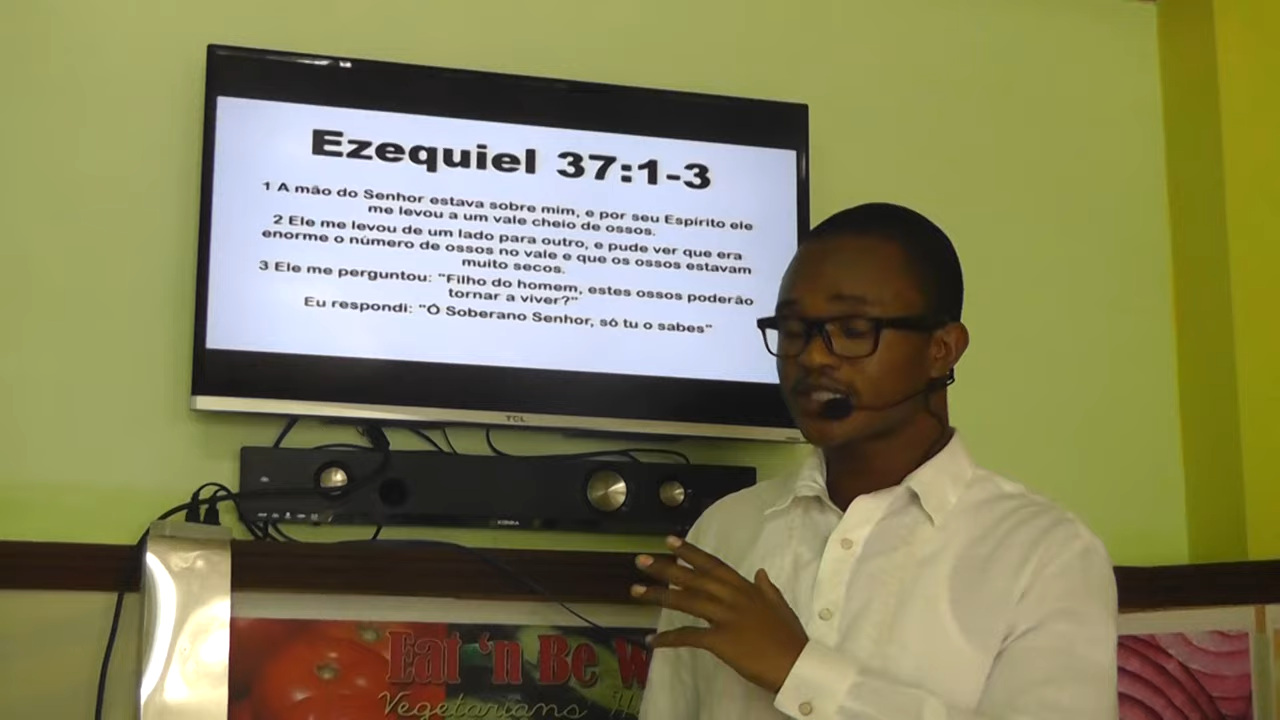 Ezequiel 37:1-3
1 A mão do Senhor estava sobre mim, e por seu Espírito ele
me levou a um vale cheio de ossos.
2 Ele me levou de um lado para outro, e pude ver que era
enorme o número de ossos no vale e que os ossos estavam
muito secos.
3 Ele me perguntou: "Filho do homem, estes ossos poderão
tornar a viver?"
Eu respondi: "Ó Soberano Senhor, só tu o sabes"
TCL
KONKA
Eat 'n Be W
Vegetarians' H